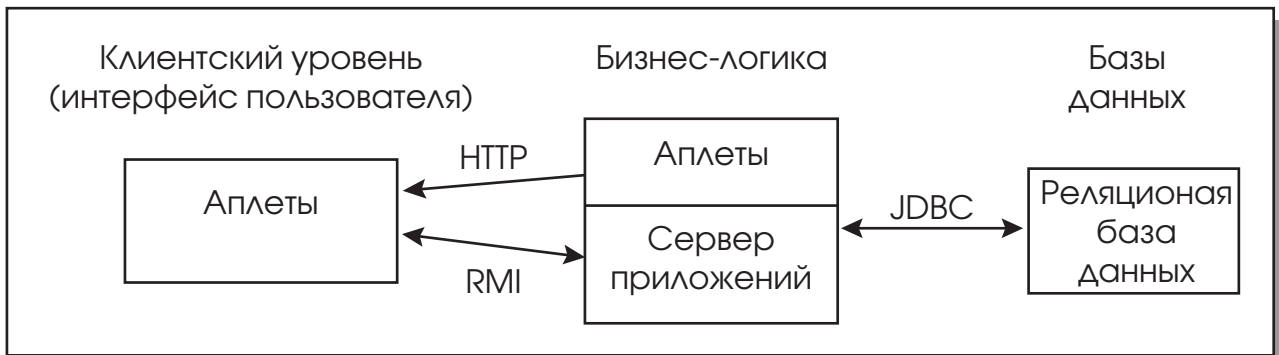 Клиентский уровень
(интерфейс пользователя)
Бизнес-логика
Базы
данных
Аплеты
HTTP
RMI
Аплеты
Сервер
приложений
JDBC
Реляционая
база
данных